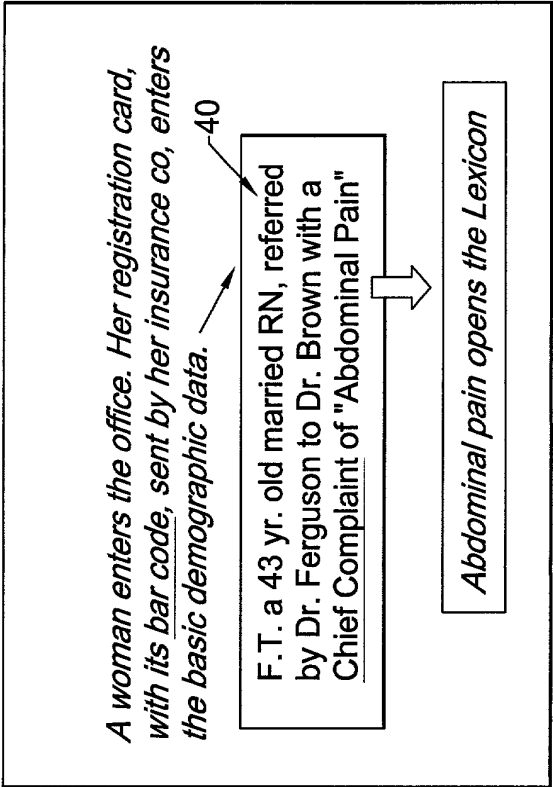 A woman enters the office. Her registration card,
with its bar code, sent by her insurance co, enters
the basic demographic data.
40
F.T. a 43 yr. old married RN, referred
by Dr. Ferguson to Dr. Brown with a
Chief Complaint of "Abdominal Pain"
Abdominal pain opens the Lexicon